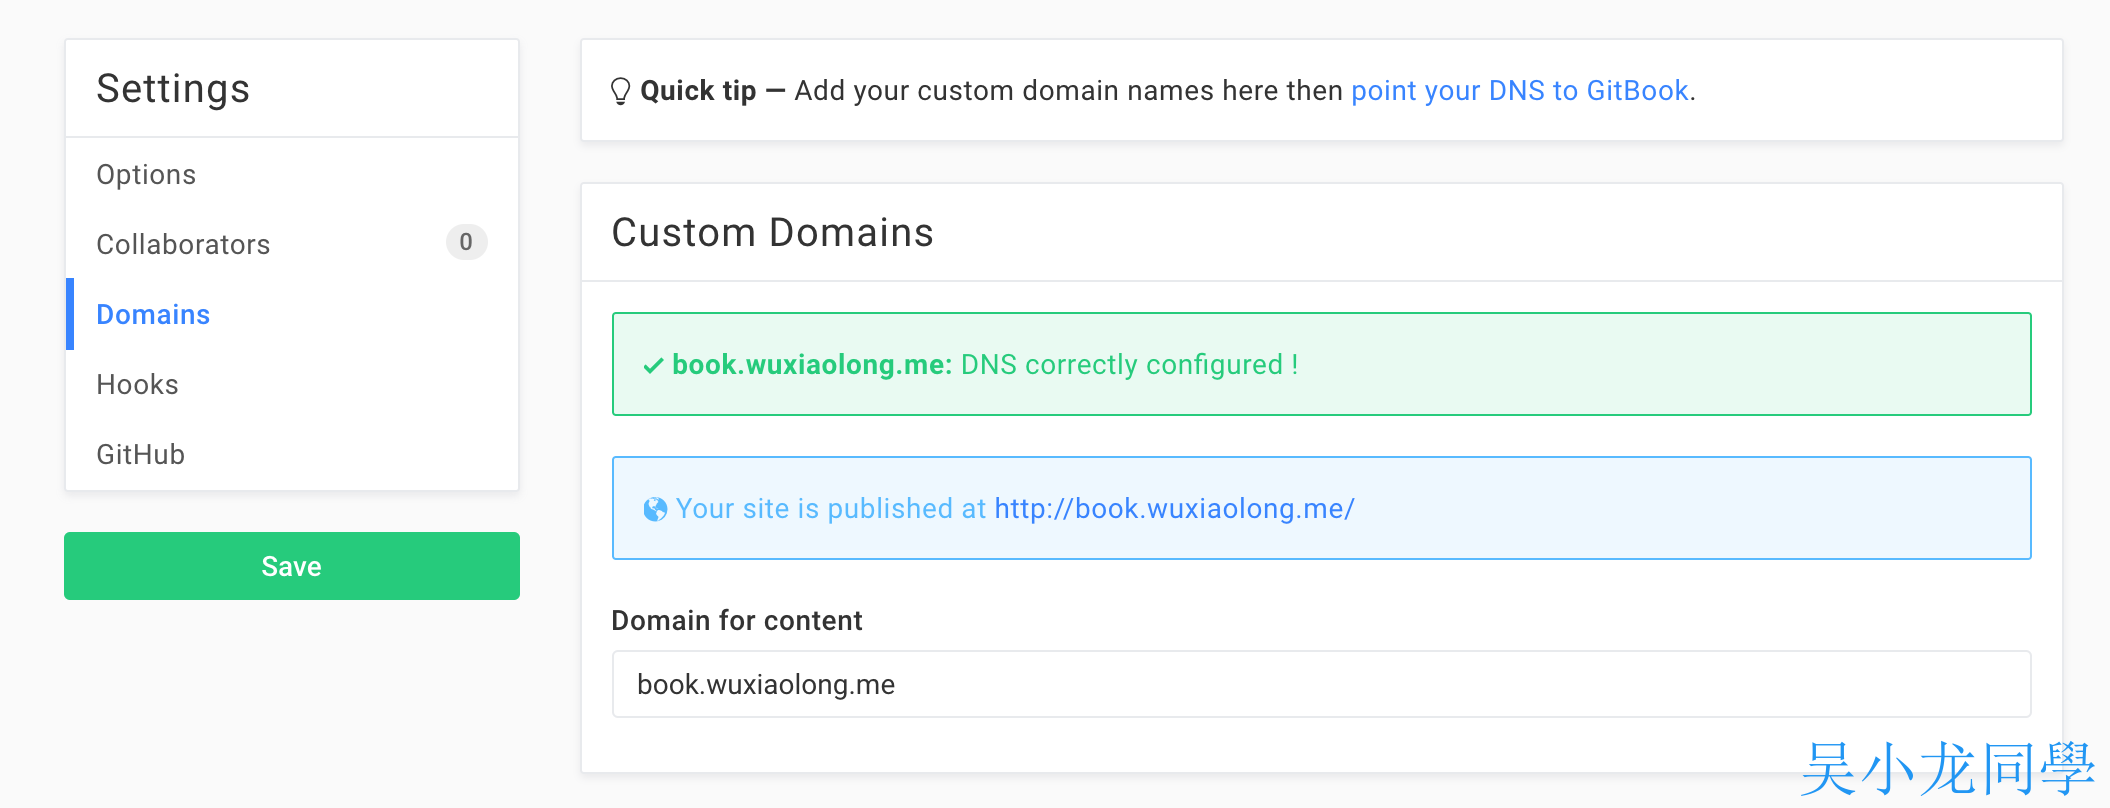 Settings
Options
Collaborators 0
Domains
Hooks
GitHub
Save
Quick tip — Add your custom domain names here then point your DNS to GitBook.
Custom Domains
book.wuxiaolong.me: DNS correctly configured !
Your site is published at http://book.wuxiaolong.me/
Domain for content
book.wuxiaolong.me
吴小龙同學